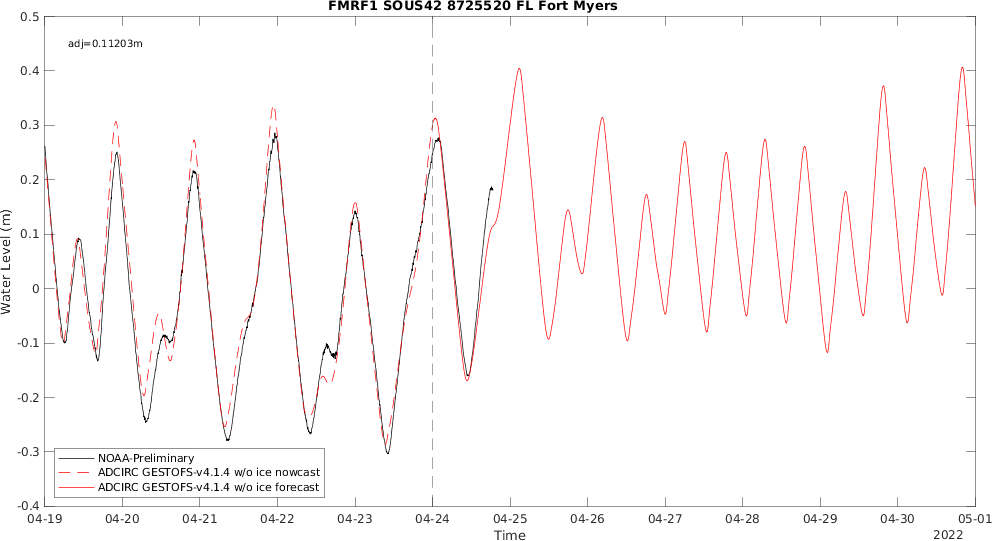 FMRF1 SOUS42 8725520 FL Fort Myers
adj=0.11203m
0.5
0.4
0.3
0.2
0.1
0
-0.1
-0.2
-0.3
-0.4
Water Level (m)
NOAA-Preliminary
ADCIRC GESTOFS-v4.1.4 w/o ice nowcast
ADCIRC GESTOFS-v4.1.4 w/o ice forecast
04-19 04-20 04-21 04-22 04-23 04-24 04-25 04-26 04-27 04-28 04-29 04-30 05-01
Time
2022